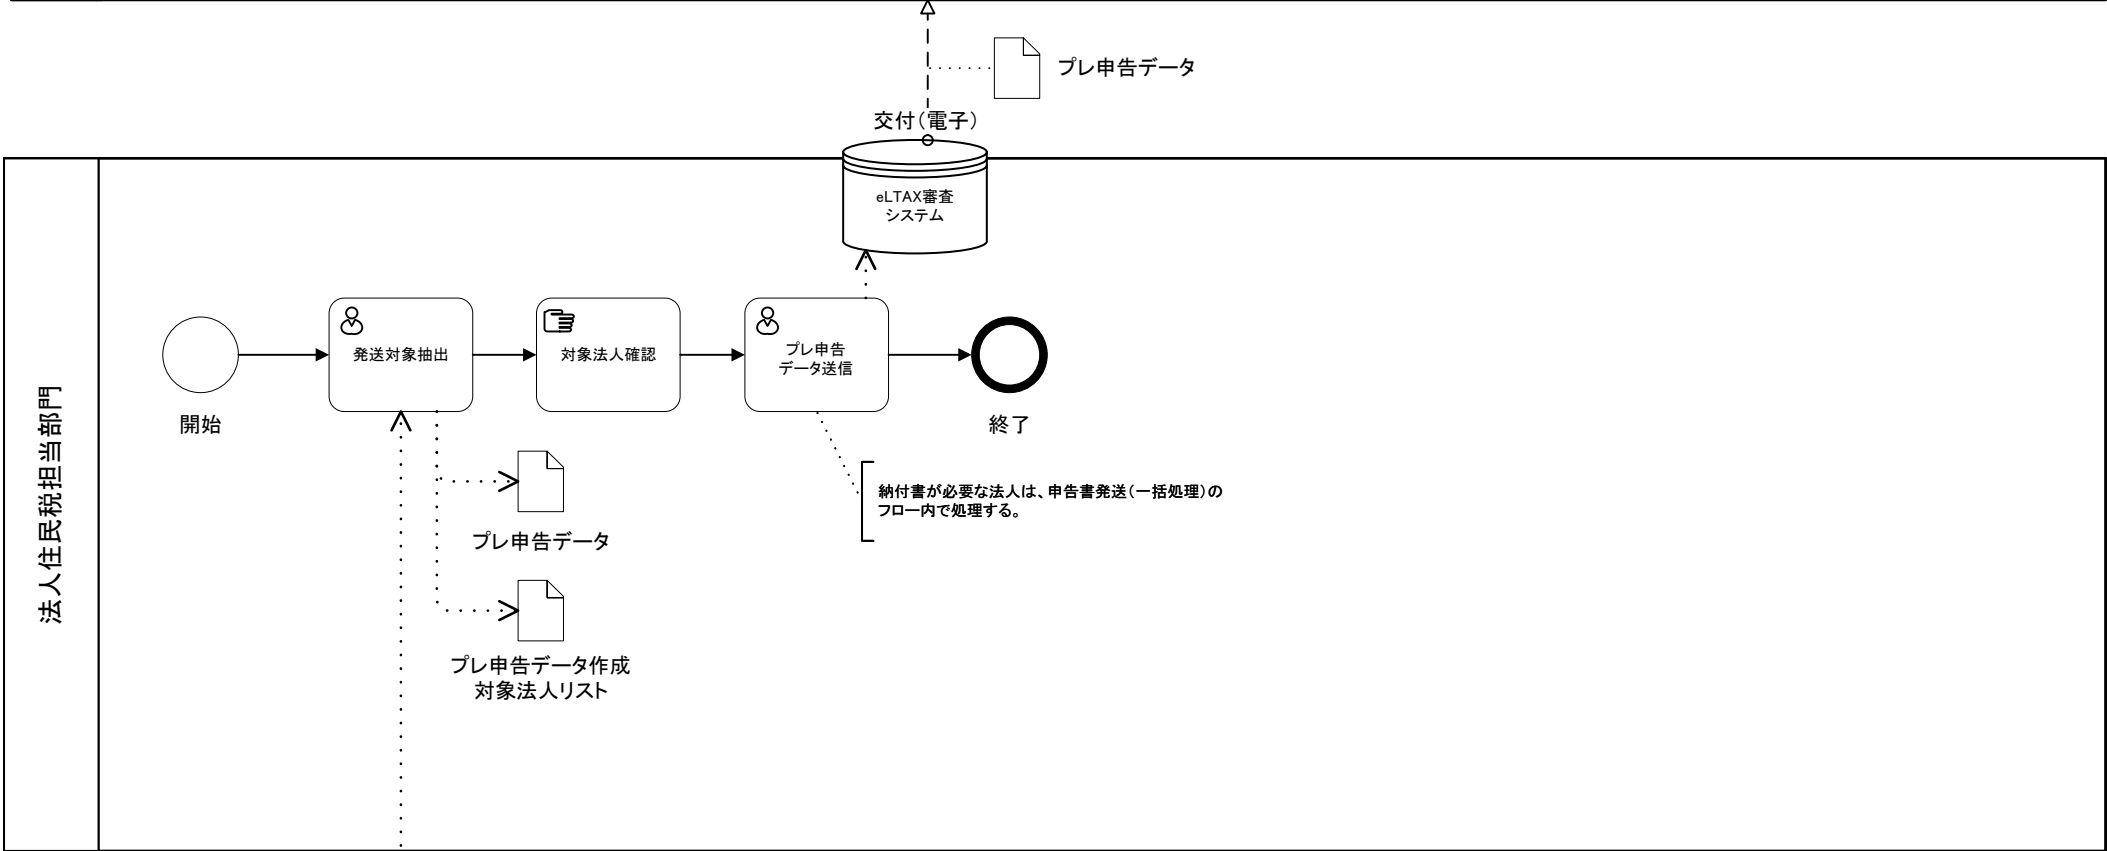 プレ申告データ
交付(電子)
eLTAX審査
システム
法人住民税担当部門
開始
発送対象抽出
対象法人確認
プレ申告
データ送信
終了
プレ申告データ
プレ申告データ作成
対象法人リスト
納付書が必要な法人は、申告書発送(一括処理)の
フロー内で処理する。